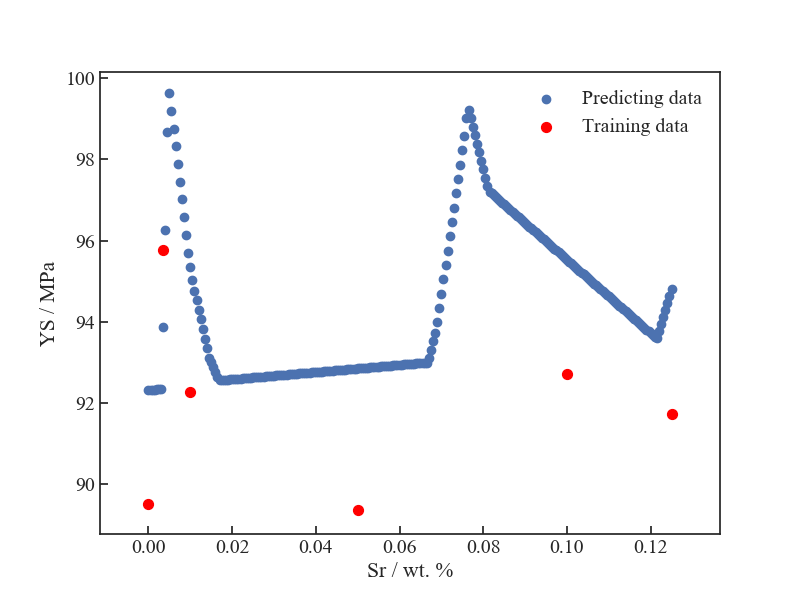 100
98
96
94
92
90
YS / MPa
Predicting data
Training data
0.00 0.02 0.04 0.06 0.08 0.10 0.12
Sr / wt. %